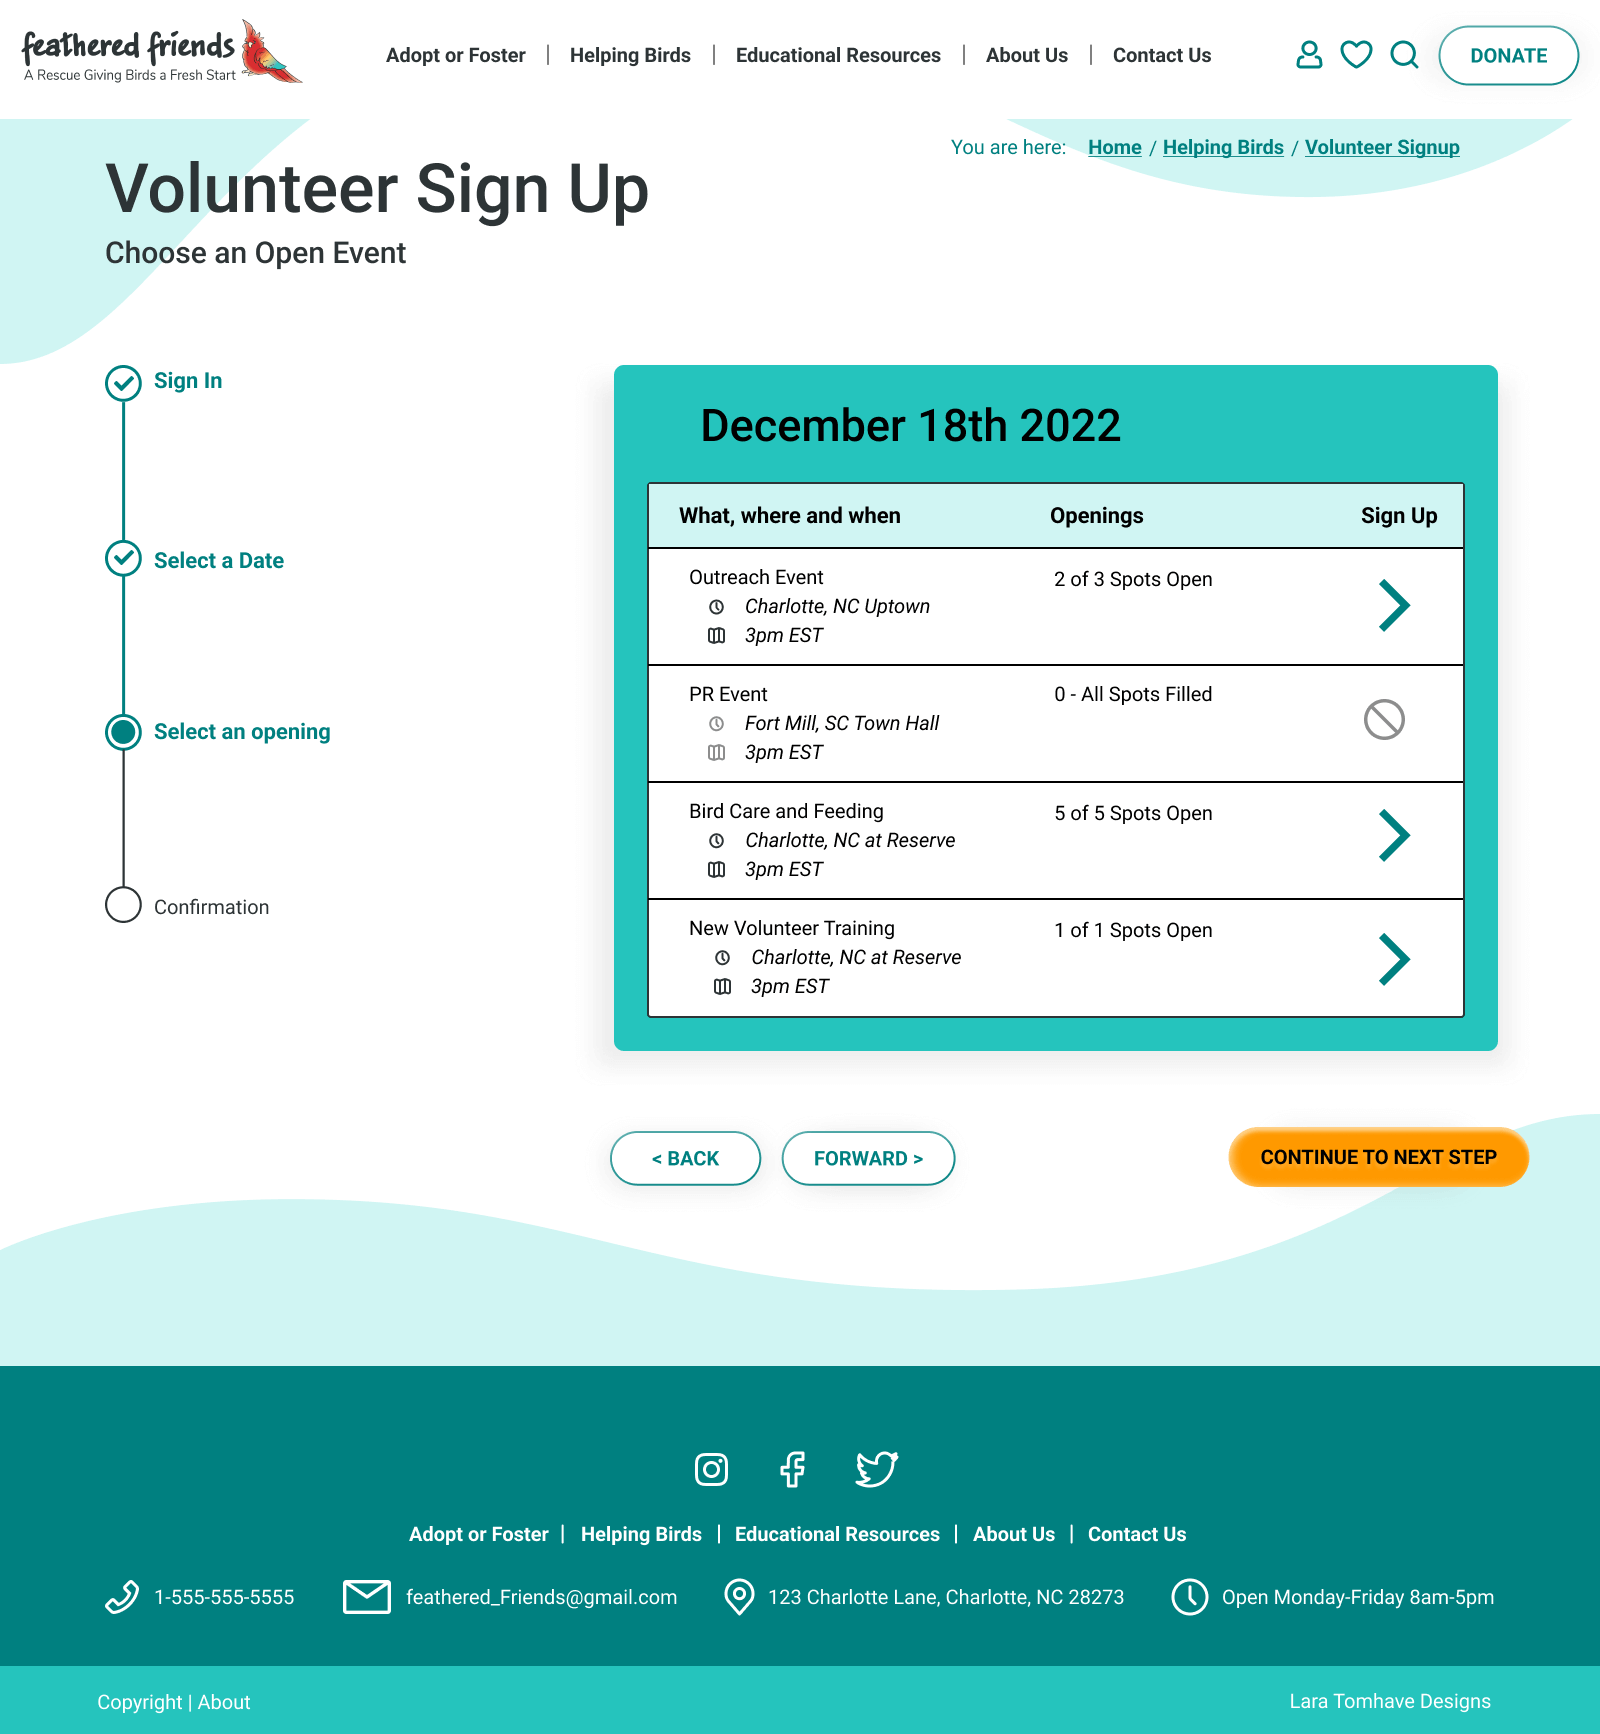 feathered friends
A Rescue Giving Birds a Fresh Start
Adopt or Foster | Helping Birds | Educational Resources | About Us | Contact Us
DONATE
You are here: Home / Helping Birds / Volunteer Signup
Volunteer Sign Up
Choose an Open Event
Sign In
Select a Date
Select an opening
Confirmation
December 18th 2022
What, where and when Openings Sign Up
Outreach Event 2 of 3 Spots Open
Charlotte, NC Uptown
3pm EST
PR Event 0 - All Spots Filled
Fort Mill, SC Town Hall
3pm EST
Bird Care and Feeding 5 of 5 Spots Open
Charlotte, NC at Reserve
3pm EST
New Volunteer Training 1 of 1 Spots Open
Charlotte, NC at Reserve
3pm EST
< BACK
FORWARD >
CONTINUE TO NEXT STEP
Adopt or Foster | Helping Birds | Educational Resources | About Us | Contact Us
1-555-555-5555
feathered_Friends@gmail.com
123 Charlotte Lane, Charlotte, NC 28273
Open Monday-Friday 8am-5pm
Copyright | About
Lara Tomhave Designs